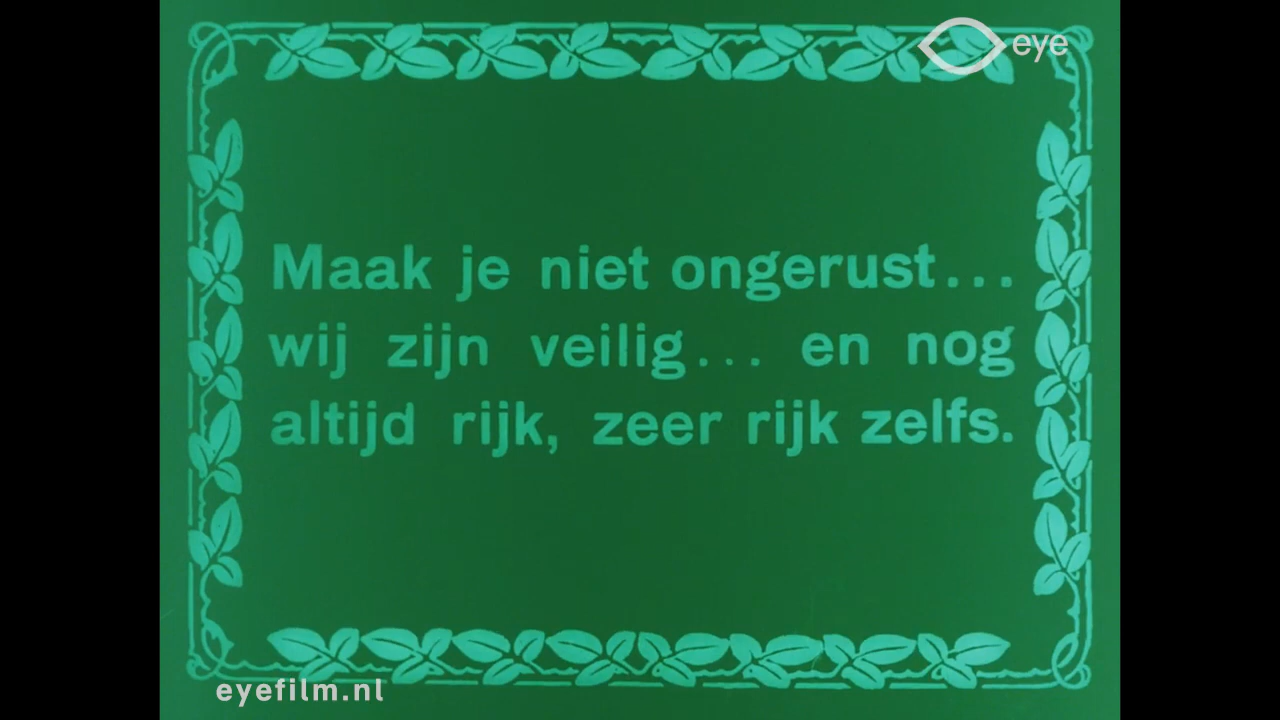 eye
Maak je niet ongerust...
wij zijn veilig... en nog
altijd rijk, zeer rijk zelfs.
eyefilm.nl